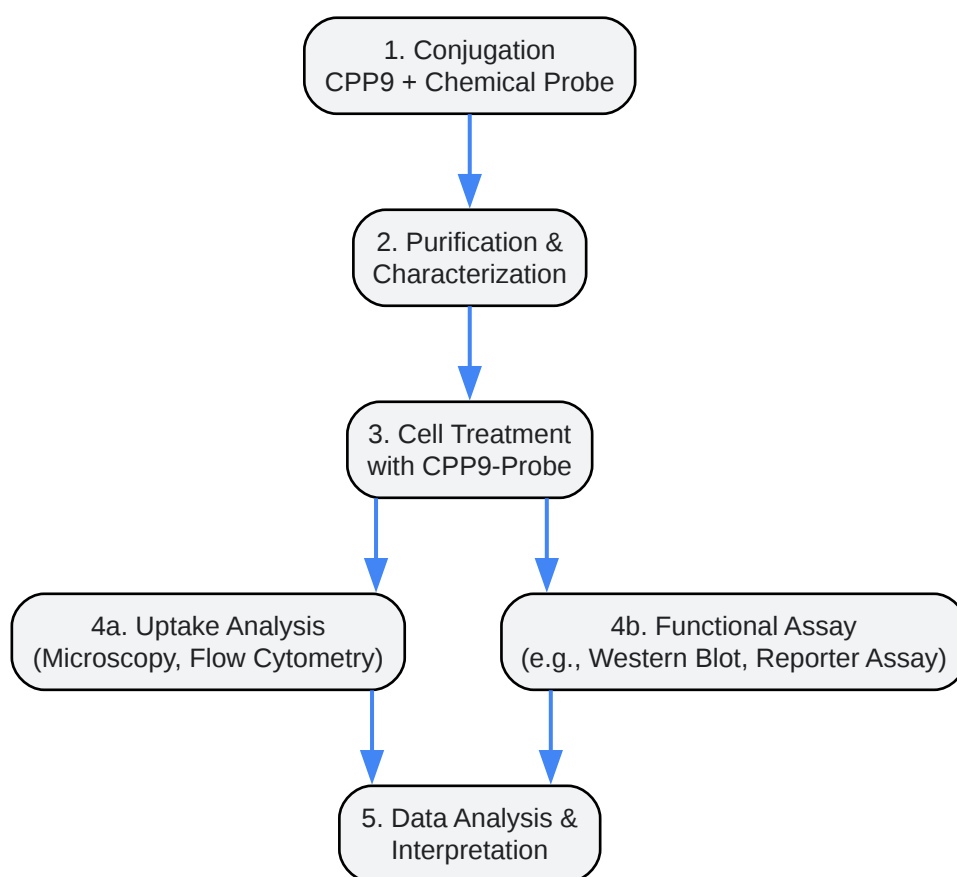 1. Conjugation
CPP9 + Chemical Probe
2. Purification &
Characterization
3. Cell Treatment
with CPP9-Probe
4a. Uptake Analysis
(Microscopy, Flow Cytometry)
4b. Functional Assay
(e.g., Western Blot, Reporter Assay)
5. Data Analysis &
Interpretation